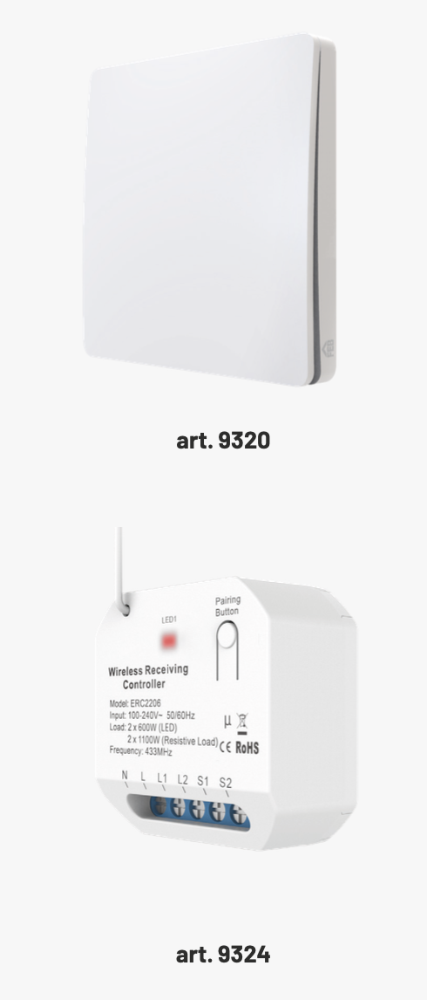 art. 9320
LED1
Pairing
Button
Wireless Receiving
Controller
Model: ERC2206
Input: 100-240V~ 50/60Hz
Load: 2 x 600W (LED)
2 x 1100W (Resistive Load)
Frequency: 433MHz
μ
CE RoHS
N L L1 L2 S1 S2
art. 9324